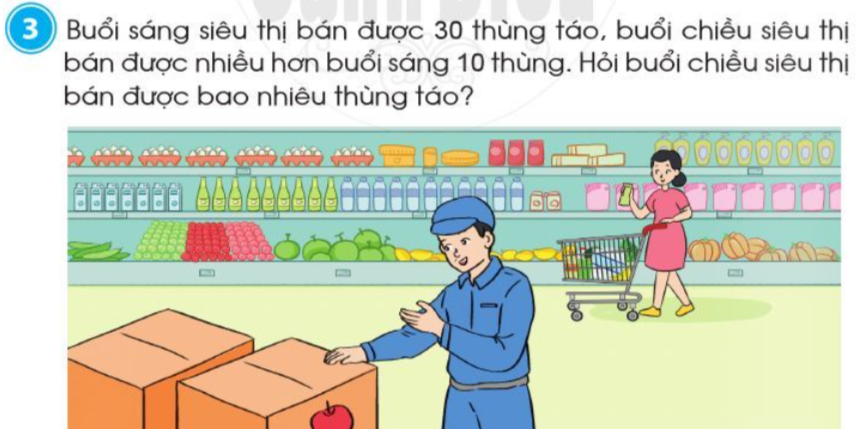 3 Buổi sáng siêu thị bán được 30 thùng táo, buổi chiều siêu thị
bán được nhiều hơn buổi sáng 10 thùng. Hỏi buổi chiều siêu thị
bán được bao nhiêu thùng táo?